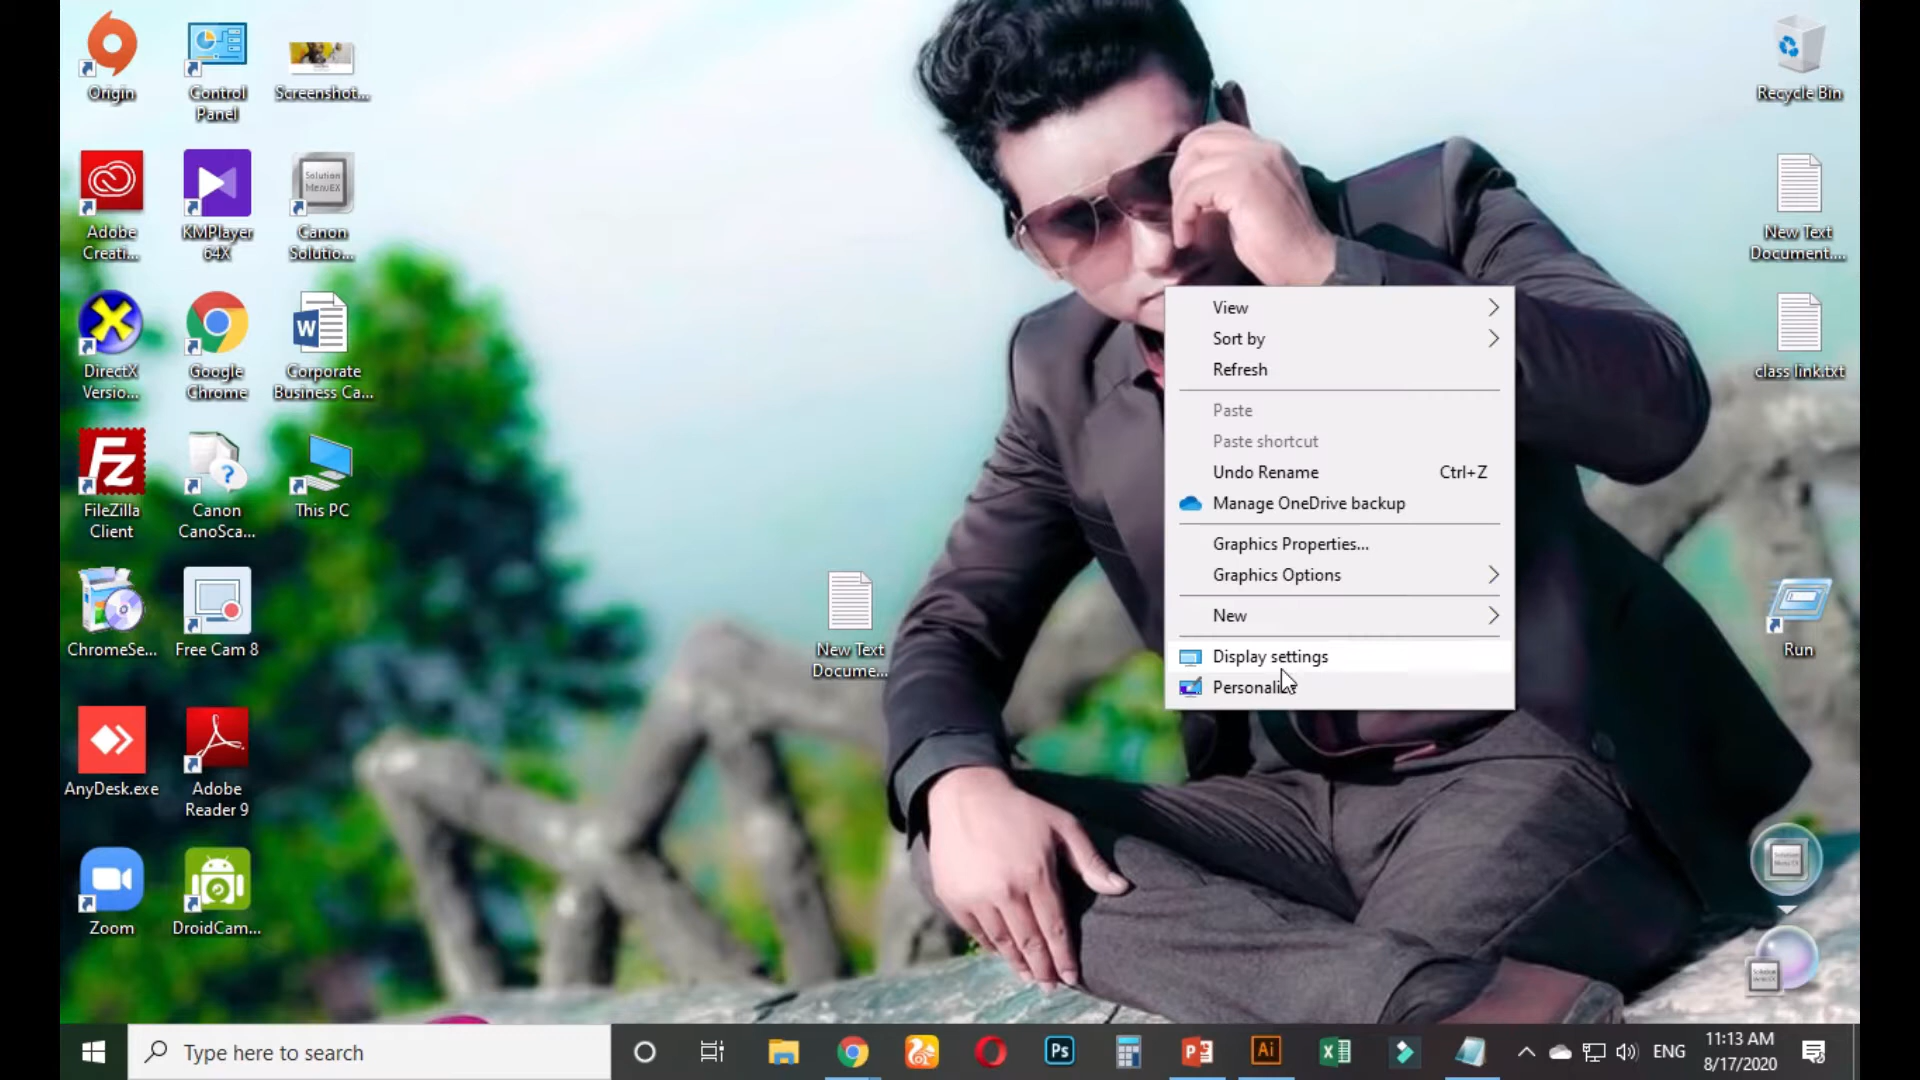 Origin
Control
Panel
Screenshot...
Adobe
Creati...
KMPlayer
64X
Solution
MenuEX
Canon
Solutio...
DirectX
Versio...
Google
Chrome
Corporate
Business Ca...
FileZilla
Client
Canon
CanoSca...
This PC
ChromeSe...
Free Cam 8
AnyDesk.exe
Adobe
Reader 9
Zoom
DroidCam...
New Text
Docume...
View
Sort by
Refresh
Paste
Paste shortcut
Undo Rename Ctrl+Z
Manage OneDrive backup
Graphics Properties...
Graphics Options
New
Display settings
Recycle Bin
New Text
Document....
class link.txt
Run
Type here to search
Ps
Ai
ENG
11:13 AM
8/17/2020